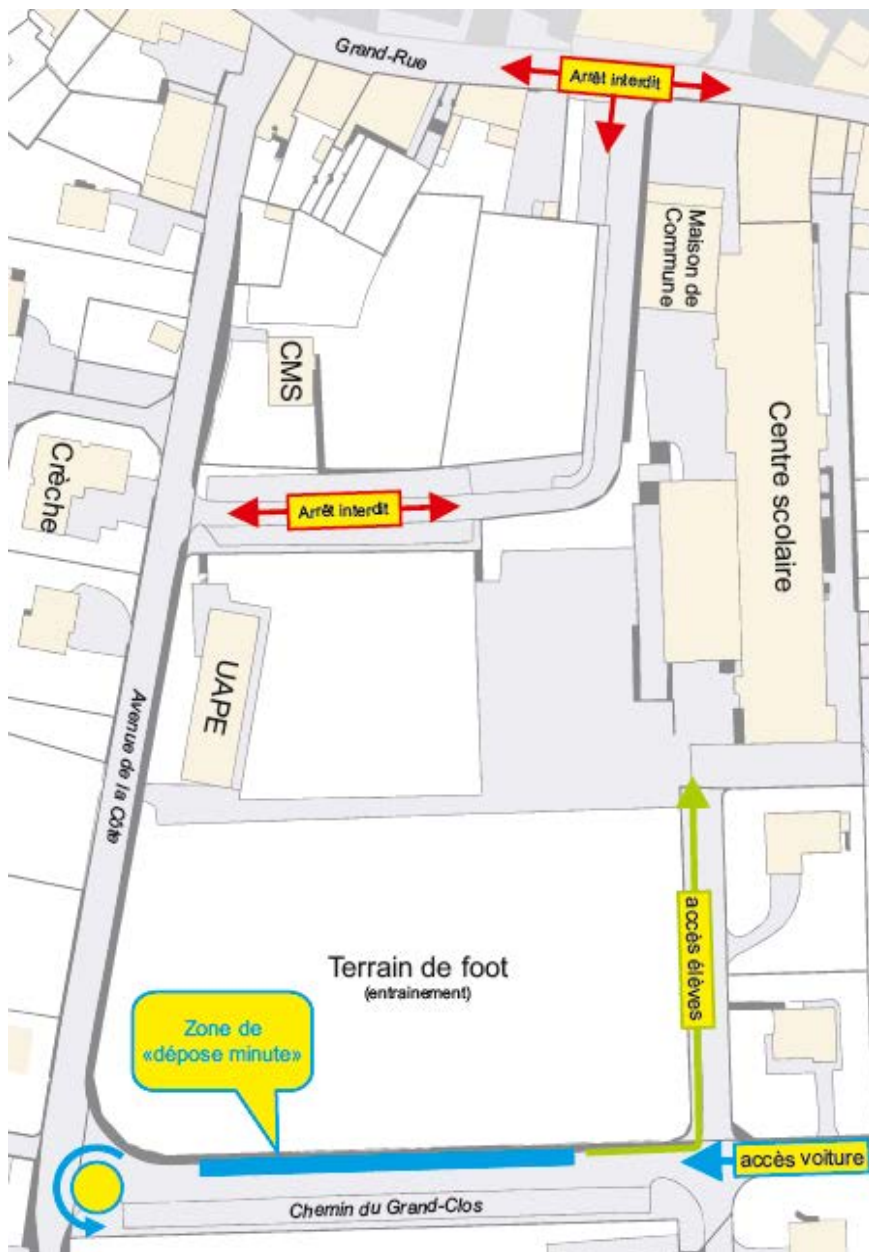 Grand-Rue
Arrêt interdit
Maison de
Commune
CMS
Centre scolaire
Crèche
Arrêt interdit
UAPE
Avenue de la Côte
accès élèves
Terrain de foot
(entrainement)
Zone de
«dépose minute»
accès voiture
Chemin du Grand-Clos